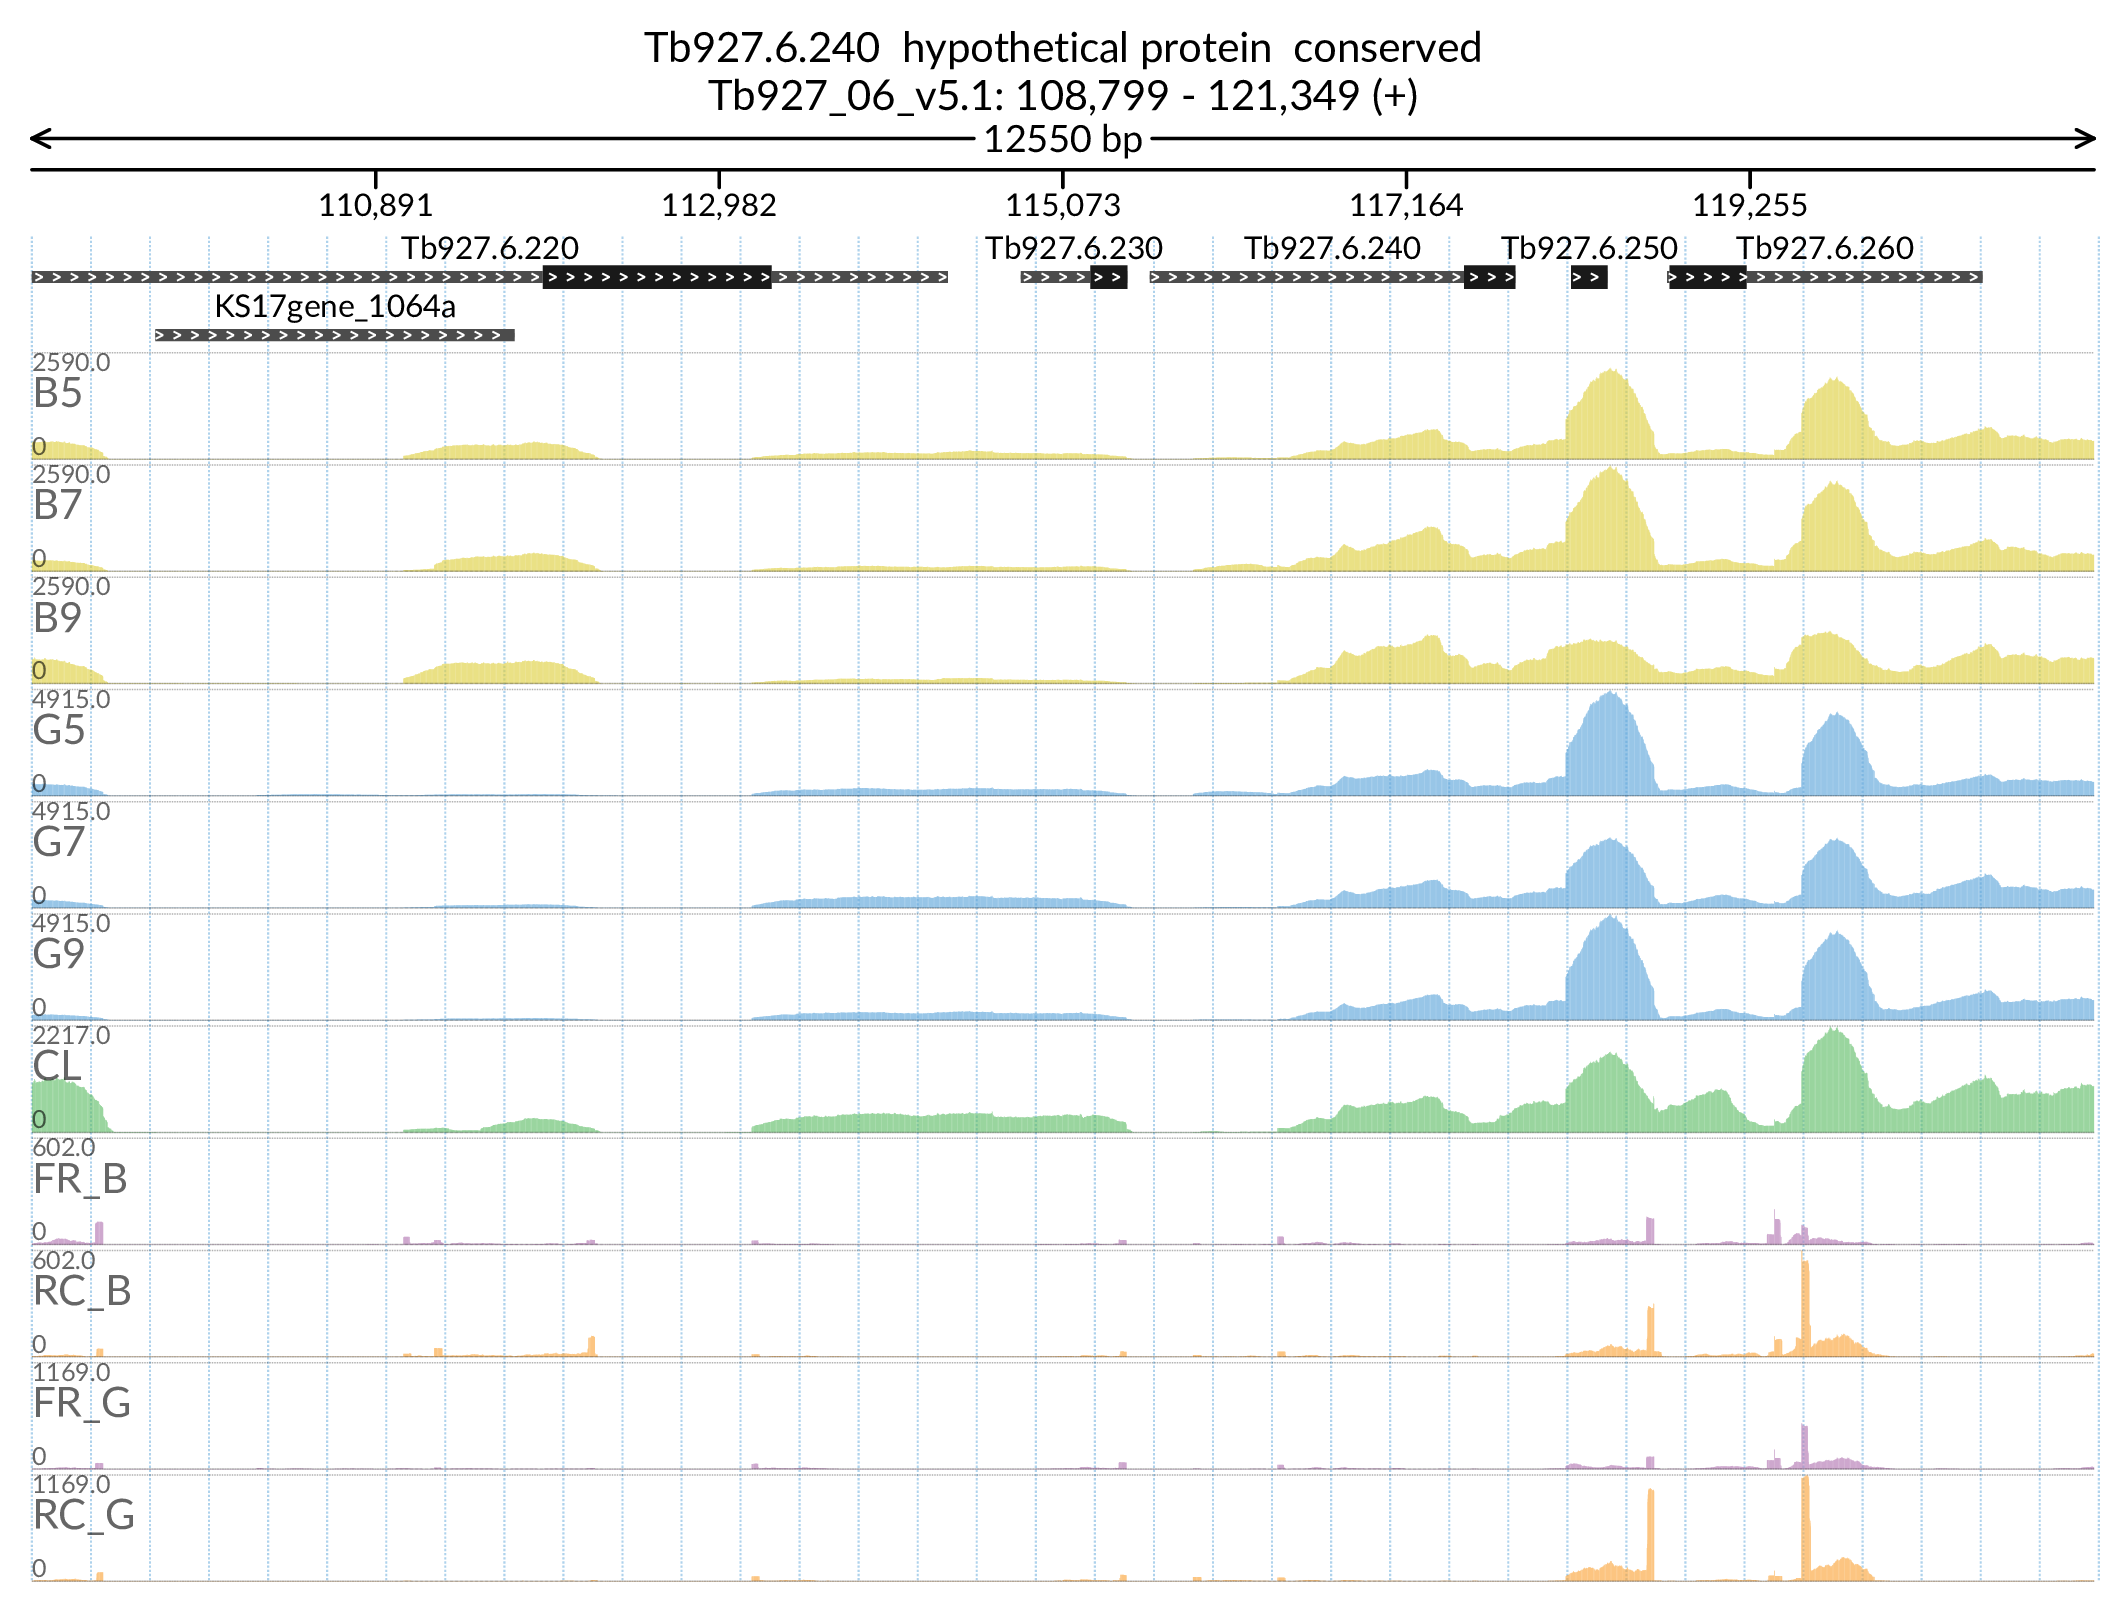 Tb927.6.240  hypothetical protein  conserved
Tb927_06_v5.1: 108,799 - 121,349 (+)
12550 bp
110,891 112,982 115,073 117,164 119,255
Tb927.6.220 Tb927.6.230 Tb927.6.240 Tb927.6.250 Tb927.6.260
KS17gene_1064a
2590.0
B5
0
2590.0
B7
0
2590.0
B9
0
4915.0
G5
0
4915.0
G7
0
4915.0
G9
0
2217.0
CL
0
602.0
FR_B
0
602.0
RC_B
0
1169.0
FR_G
0
1169.0
RC_G
0